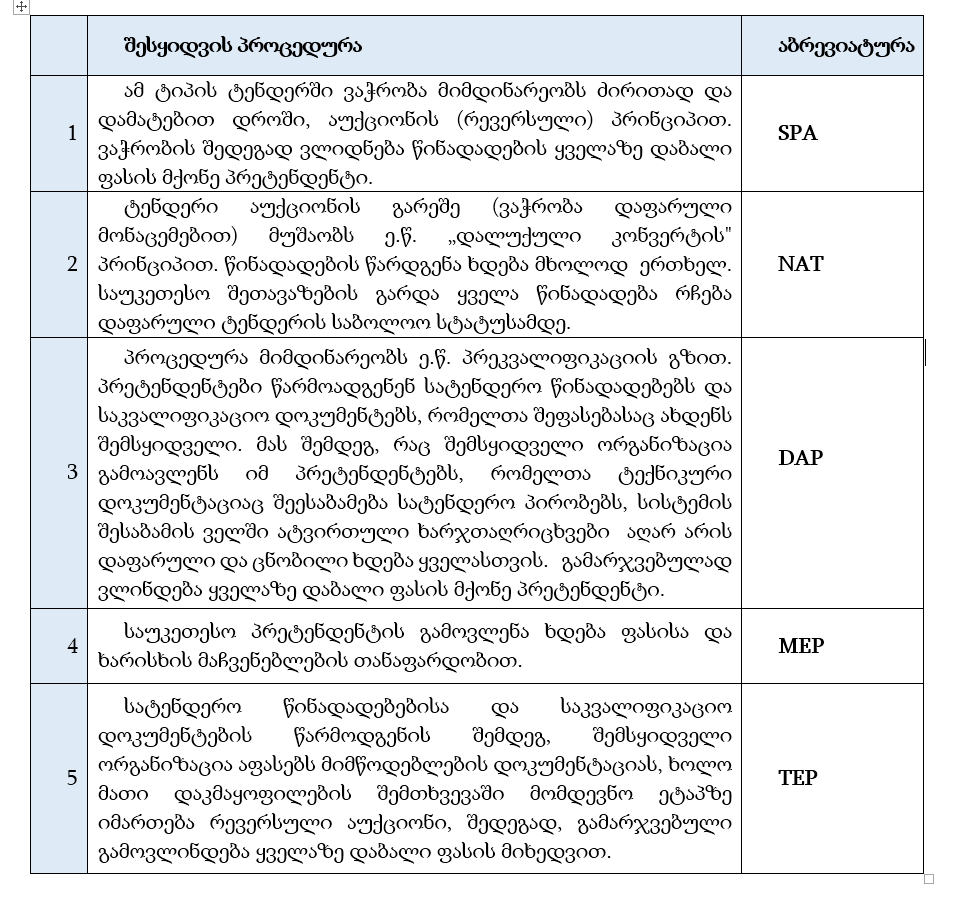 შესყიდვის პროცედურა
აბრევიატურა
1
ამ ტიპის ტენდერში ვაჭრობა მიმდინარეობს ძირითად და
დამატებით დროში, აუქციონის (რევერსული) პრინციპით.
ვაჭრობის შედეგად ვლიდნება წინადადების ყველაზე დაბალი
ფასის მქონე პრეტენდენტი.
SPA
2
ტენდერი აუქციონის გარეშე (ვაჭრობა დაფარული
მონაცემებით) მუშაობს ე.წ. „დალუქული კონვერტის"
პრინციპით. წინადადების წარდგენა ხდება მხოლოდ ერთხელ.
საუკეთესო შეთავაზების გარდა ყველა წინადადება რჩება
დაფარული ტენდერის საბოლოო სტატუსამდე.
NAT
3
პროცედურა მიმდინარეობს ე.წ. პრეკვალიფიკაციის გზით.
პრეტენდენტები წარმოადგენენ სატენდერო წინადადებებს და
საკვალიფიკაციო დოკუმენტებს, რომელთა შეფასებასაც ახდენს
შემსყიდველი. მას შემდეგ, რაც შემსყიდველი ორგანიზაცია
გამოავლენს იმ პრეტენდენტებს, რომელთა ტექნიკური
დოკუმენტაციაც შეესაბამება სატენდერო პირობებს, სისტემის
შესაბამის ველში ატვირთული ხარჯთაღრიცხვები აღარ არის
დაფარული და ცნობილი ხდება ყველასთვის. გამარჯვებულად
ვლინდება ყველაზე დაბალი ფასის მქონე პრეტენდენტი.
DAP
4
საუკეთესო პრეტენდენტის გამოვლენა ხდება ფასისა და
ხარისხის მაჩვენებლების თანაფარდობით.
MEP
5
სატენდერო წინადადებებისა და საკვალიფიკაციო
დოკუმენტების წარმოდგენის შემდეგ, შემსყიდველი
ორგანიზაცია აფასებს მიმწოდებლების დოკუმენტაციას, ხოლო
მათი დაკმაყოფილების შემთხვევაში მომდევნო ეტაპზე
იმართება რევერსული აუქციონი, შედეგად, გამარჯვებული
გამოვლინდება ყველაზე დაბალი ფასის მიხედვით.
TEP